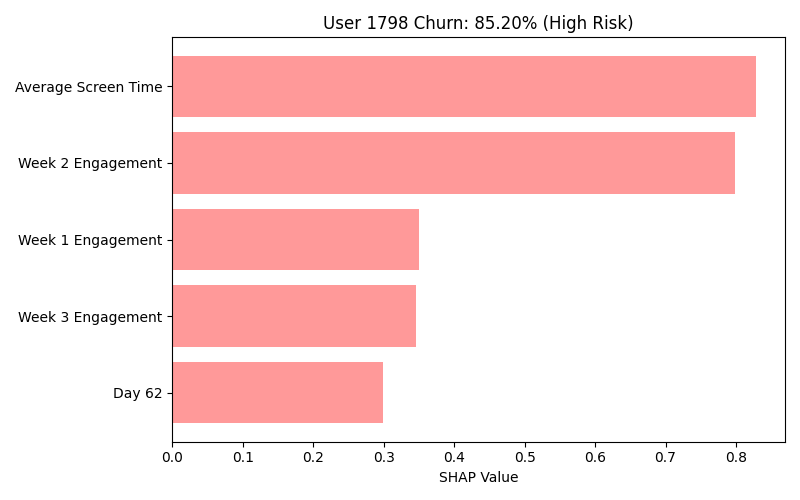 User 1798 Churn: 85.20% (High Risk)
Average Screen Time
Week 2 Engagement
Week 1 Engagement
Week 3 Engagement
Day 62
0.0 0.1 0.2 0.3 0.4 0.5 0.6 0.7 0.8
SHAP Value